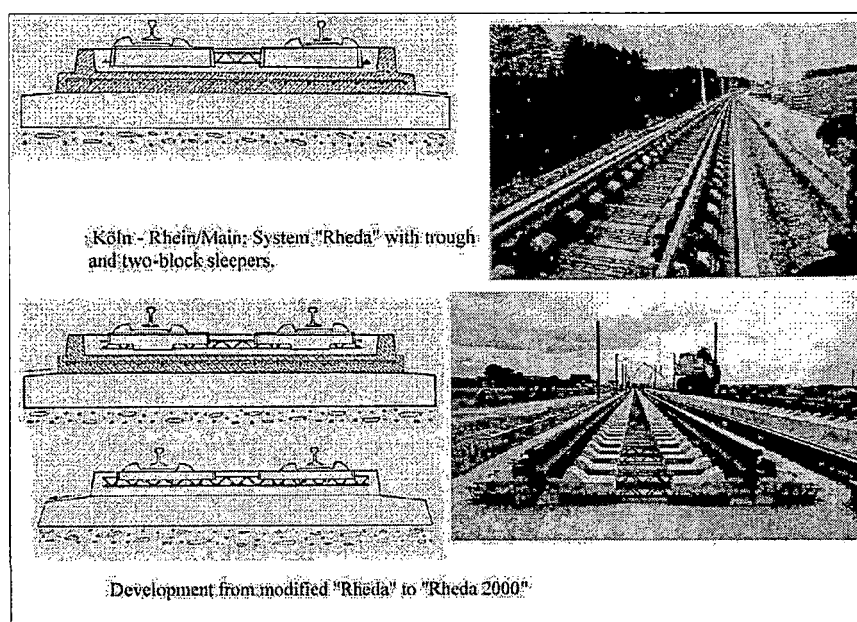 Köln - Rhein/Main: System "Rheda" with trough
and two-block sleepers.
Development from modified "Rheda" to "Rheda 2000"